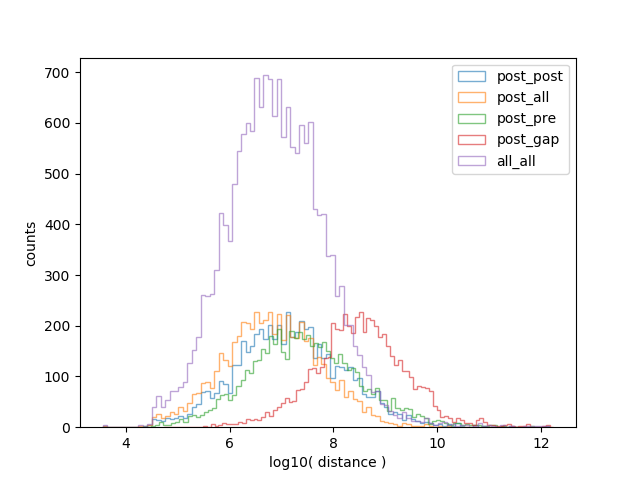 700
600
500
400
300
200
100
0
counts
4
6
8
10
12
log10( distance )
post_post
post_all
post_pre
post_gap
all_all